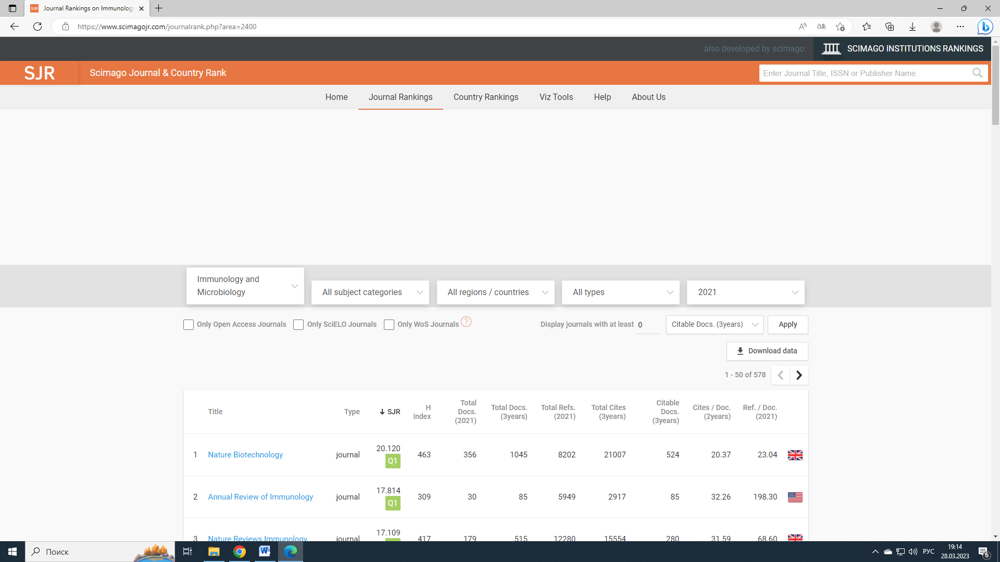 SJR Journal Rankings on Immunology
https://www.scimagojr.com/journalrank.php?area=2400
also developed by scimago: SCIMAGO INSTITUTIONS RANKINGS
SJR Scimago Journal & Country Rank Enter Journal Title, ISSN or Publisher Name
Home Journal Rankings Country Rankings Viz Tools Help About Us
Immunology and
Microbiology All subject categories All regions / countries All types 2021
Only Open Access Journals Only SciELO Journals Only WoS Journals ? Display journals with at least 0 Citable Docs. (3years) Apply
Download data
1 - 50 of 578
Title Type SJR H index Total Docs. (2021) Total Docs. (3years) Total Refs. (2021) Total Cites (3years) Citable Docs. (3years) Cites / Doc. (2years) Ref. / Doc. (2021)
1 Nature Biotechnology journal 20.120 Q1 463 356 1045 8202 21007 524 20.37 23.04
2 Annual Review of Immunology journal 17.814 Q1 309 30 85 5949 2917 85 32.26 198.30
3 Nature Reviews Immunology journal 17.109 417 179 515 12280 15554 280 31.59 68.60
Поиск РУС 19:14
28.03.2023 6